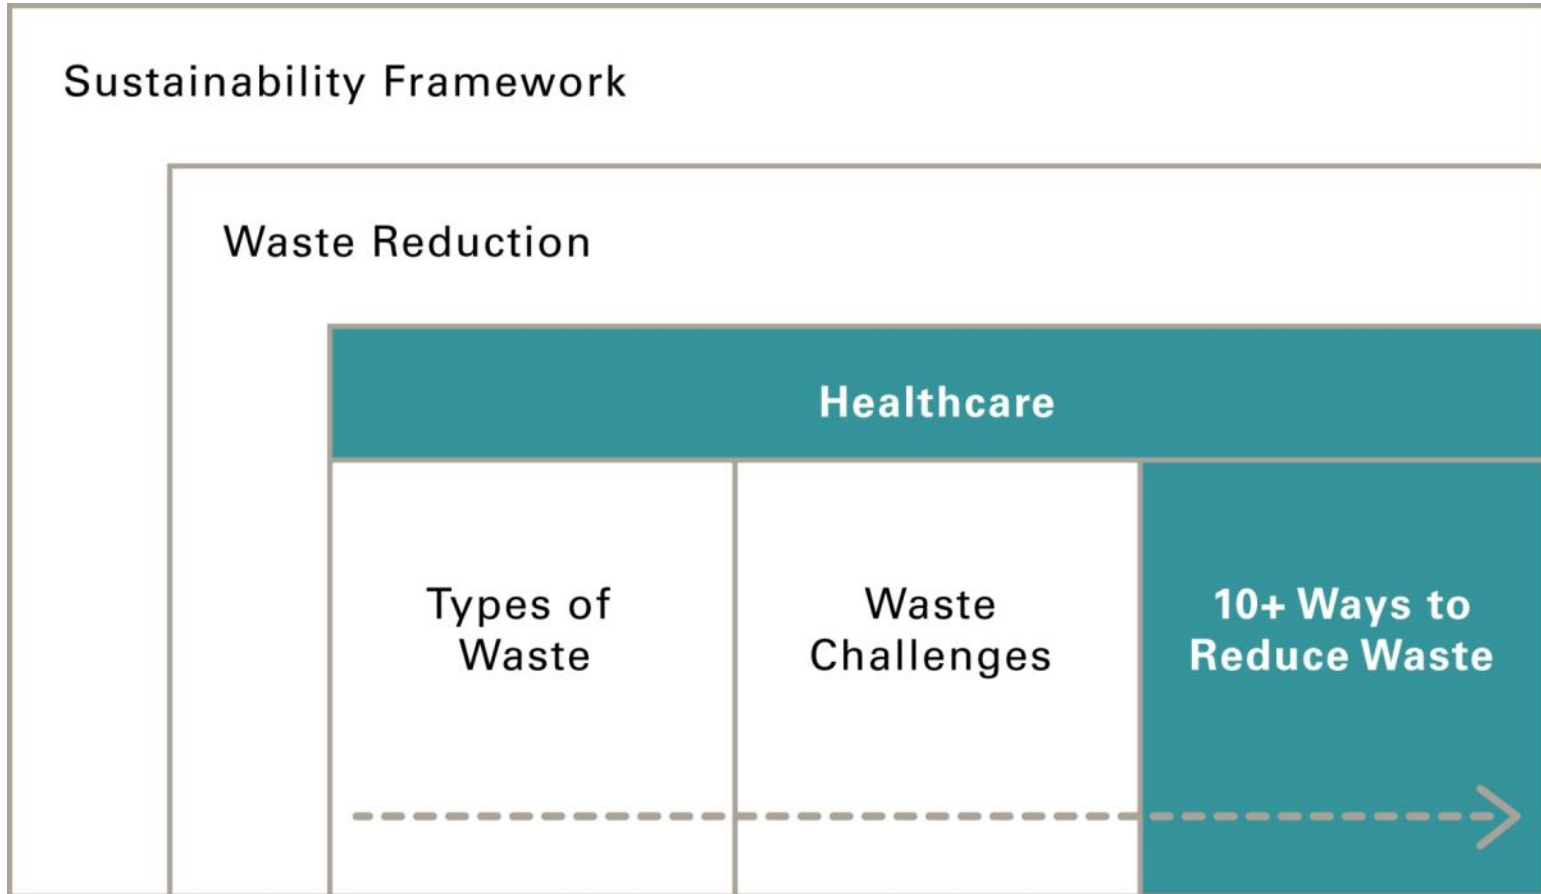 Sustainability Framework
Waste Reduction
Healthcare
Types of
Waste
Waste
Challenges
10+ Ways to
Reduce Waste